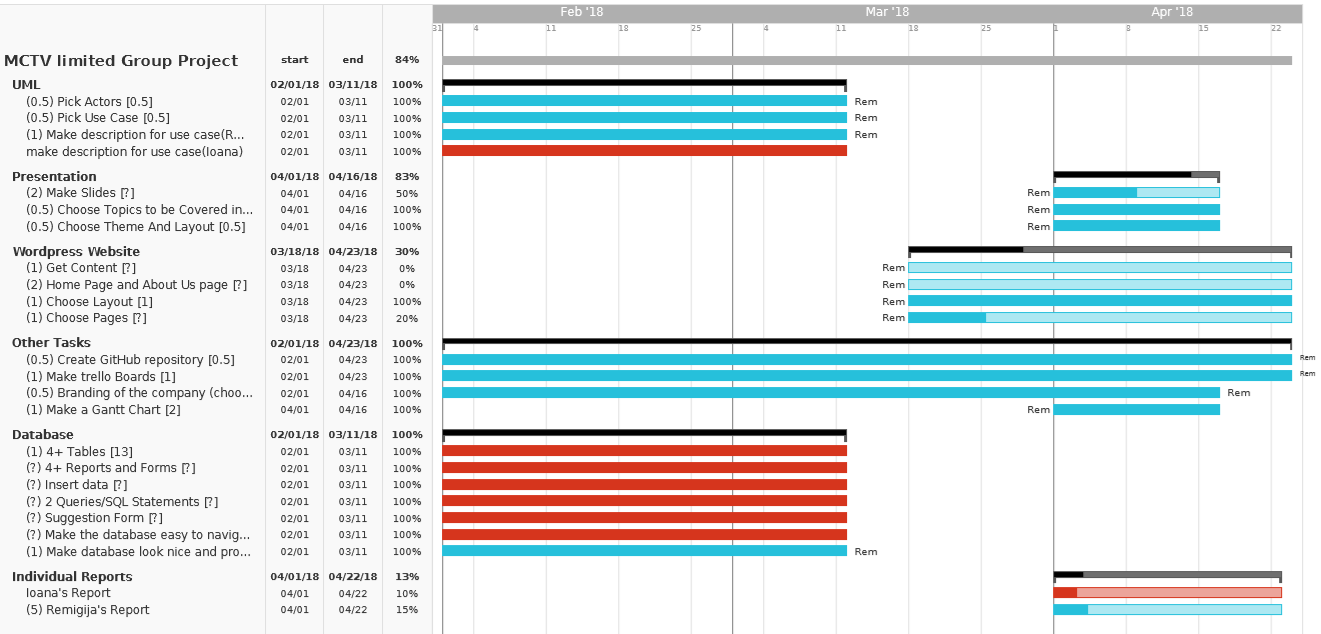 Feb '18 Mar '18 Apr '18
31 4 11 18 25 4 11 18 25 1 8 15 22
MCTV limited Group Project start end 84%
UML 02/01/18 03/11/18 100%
(0.5) Pick Actors [0.5] 02/01 03/11 100% Rem
(0.5) Pick Use Case [0.5] 02/01 03/11 100% Rem
(1) Make description for use case(R... 02/01 03/11 100% Rem
make description for use case(Ioana) 02/01 03/11 100%
Presentation 04/01/18 04/16/18 83%
(2) Make Slides [?] 04/01 04/16 50% Rem
(0.5) Choose Topics to be Covered in... 04/01 04/16 100% Rem
(0.5) Choose Theme And Layout [0.5] 04/01 04/16 100% Rem
Wordpress Website 03/18/18 04/23/18 30%
(1) Get Content [?] 03/18 04/23 0% Rem
(2) Home Page and About Us page [?] 03/18 04/23 0% Rem
(1) Choose Layout [1] 03/18 04/23 100% Rem
(1) Choose Pages [?] 03/18 04/23 20% Rem
Other Tasks 02/01/18 04/23/18 100%
(0.5) Create GitHub repository [0.5] 02/01 04/23 100% Rem
(1) Make trello Boards [1] 02/01 04/23 100% Rem
(0.5) Branding of the company (choo... 02/01 04/16 100% Rem
(1) Make a Gantt Chart [2] 04/01 04/16 100% Rem
Database 02/01/18 03/11/18 100%
(1) 4+ Tables [13] 02/01 03/11 100%
(?) 4+ Reports and Forms [?] 02/01 03/11 100%
(?) Insert data [?] 02/01 03/11 100%
(?) 2 Queries/SQL Statements [?] 02/01 03/11 100%
(?) Suggestion Form [?] 02/01 03/11 100%
(?) Make the database easy to navig... 02/01 03/11 100%
(1) Make database look nice and pro... 02/01 03/11 100% Rem
Individual Reports 04/01/18 04/22/18 13%
Ioana's Report 04/01 04/22 10%
(5) Remigija's Report 04/01 04/22 15%